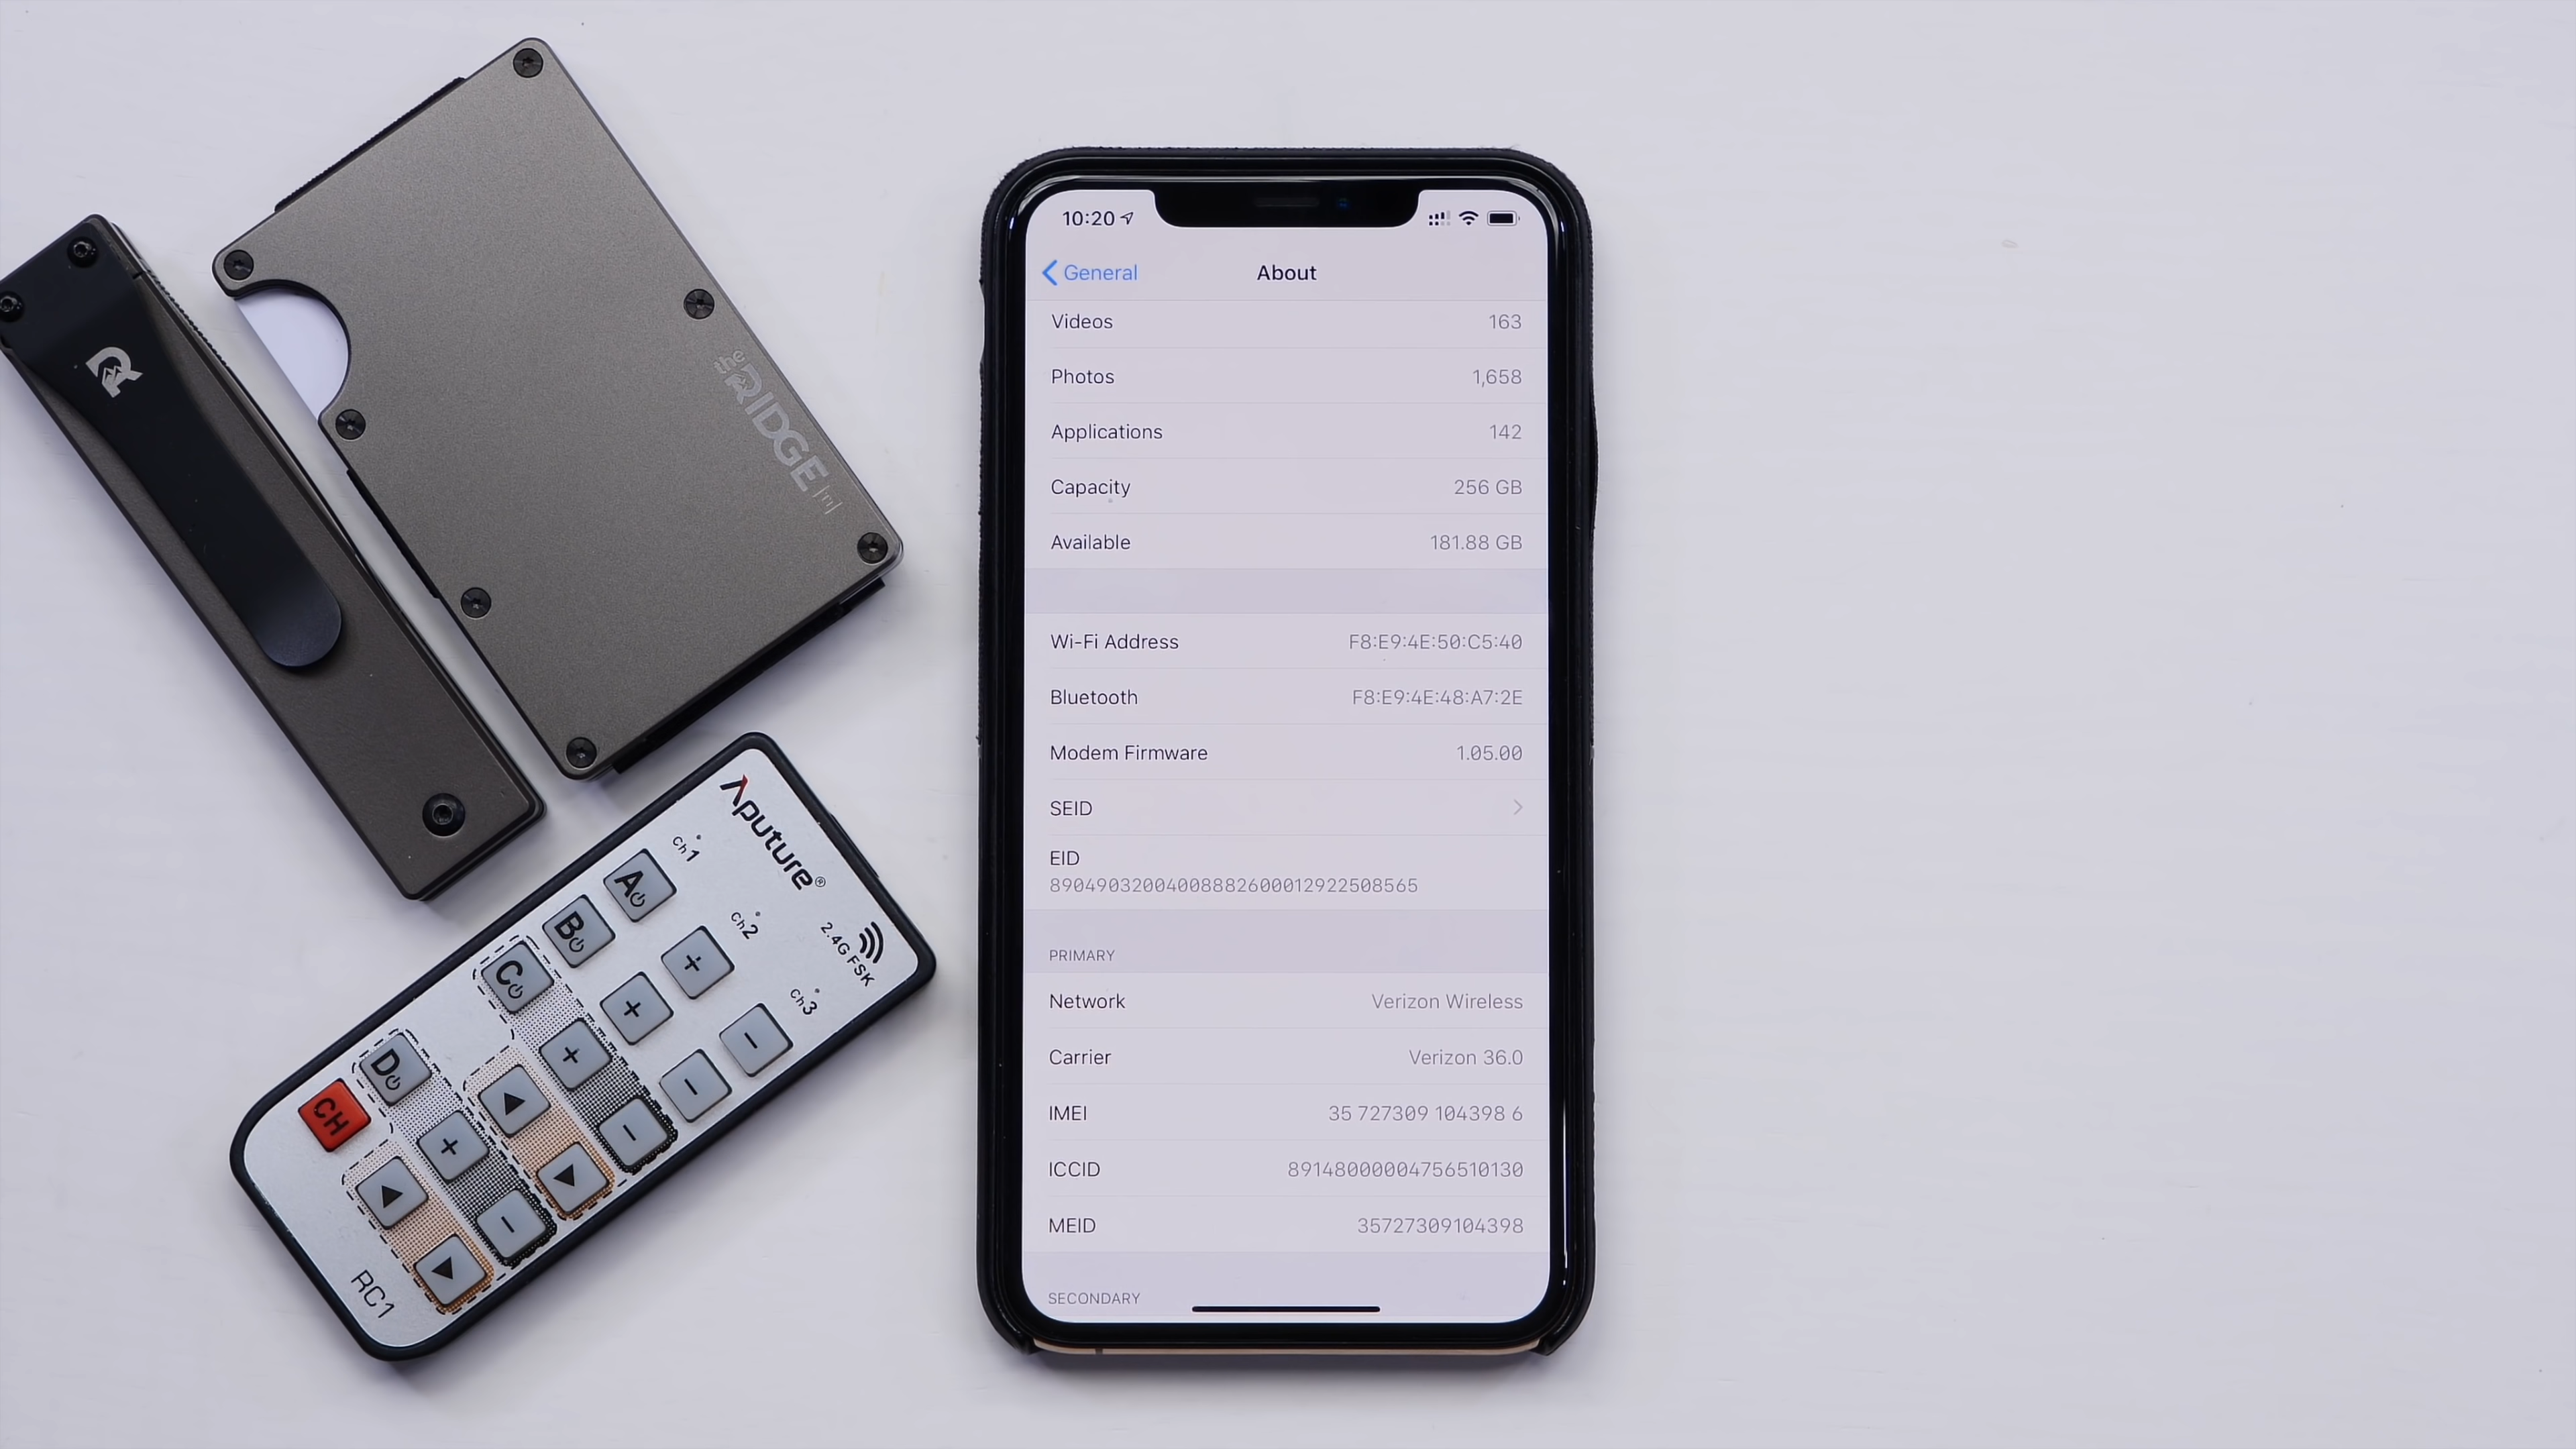 the RIDGE
Aputure®
2.4G FSK
Ch1
Ch2
Ch3
A
B
C
D
CH
RC1
10:20
General
About
Videos 163
Photos 1,658
Applications 142
Capacity 256 GB
Available 181.88 GB
Wi-Fi Address F8:E9:4E:50:C5:40
Bluetooth F8:E9:4E:48:A7:2E
Modem Firmware 1.05.00
SEID
EID
89049032004008882600012922508565
PRIMARY
Network Verizon Wireless
Carrier Verizon 36.0
IMEI 35 727309 104398 6
ICCID 89148000004756510130
MEID 35727309104398
SECONDARY